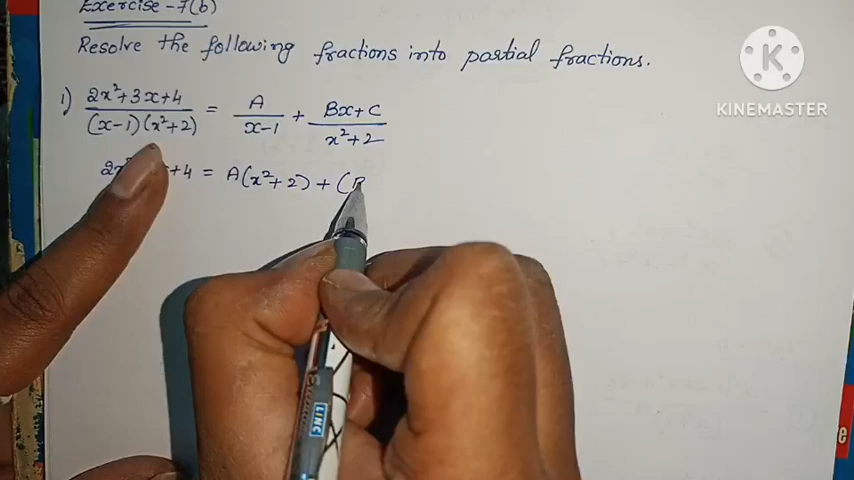 Exercise-7(b)
Resolve the following fractions into partial fractions.
1) (2x²+3x+4)/((x-1)(x²+2)) = A/(x-1) + (Bx+C)/(x²+2)
+4 = A(x²+2) + (B
K
KINEMASTER
LINC